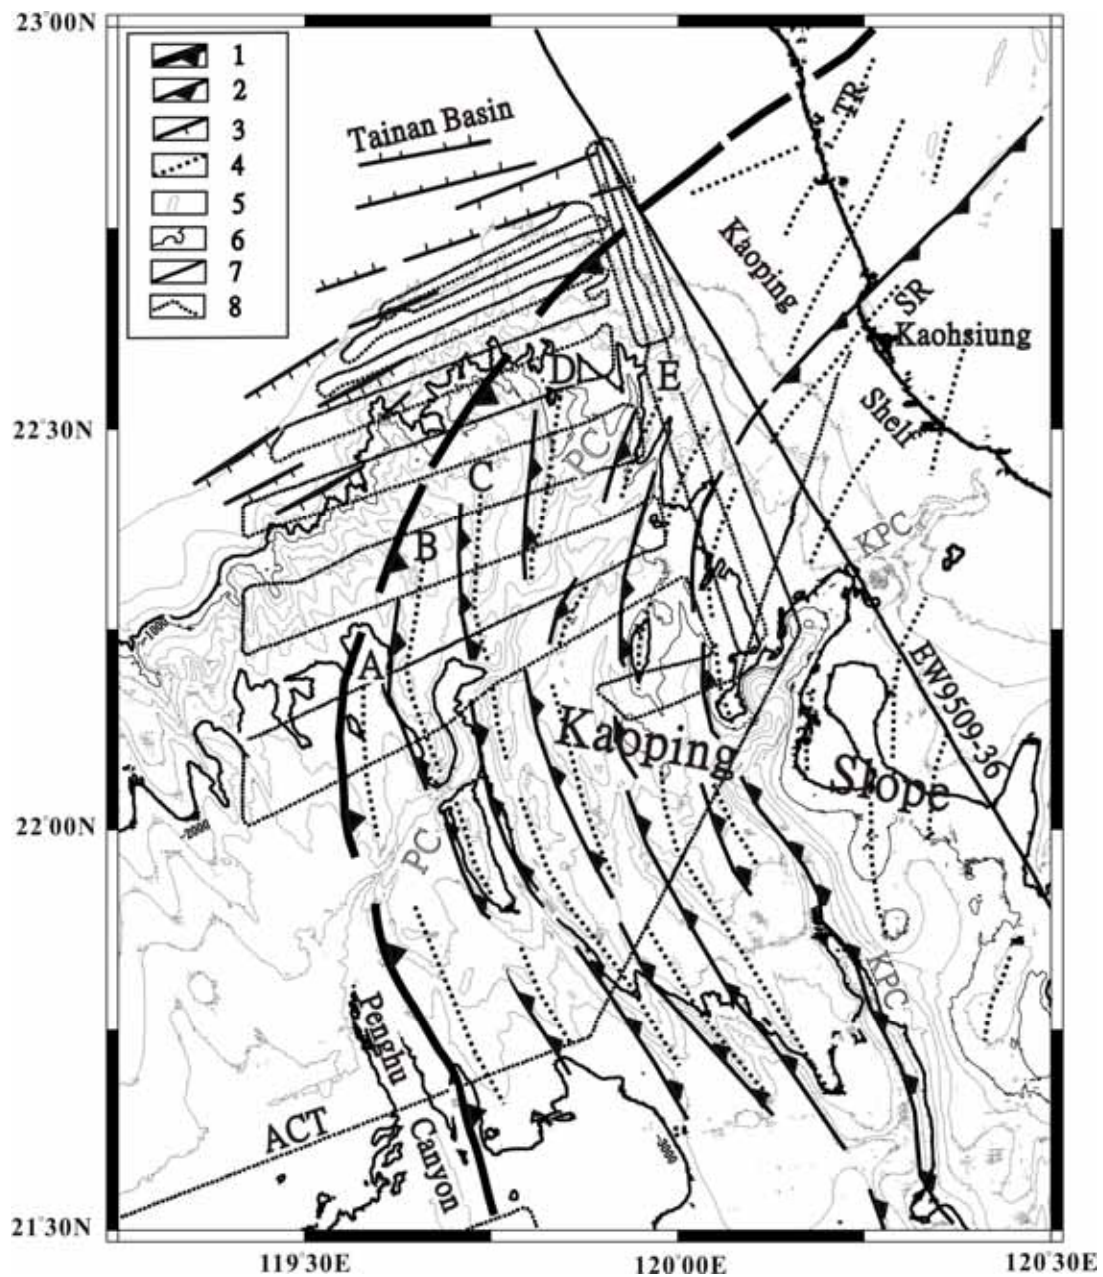 23°00'N
1
2
3
4
5
6
7
8
Tainan Basin
TR
Kaoping
SR
Kaohsiung
Shelf
22°30'N
D
E
PC
C
B
KPC
A
-1000
EW9509-36
Kaoping
Slope
22°00'N
-2000
PC
KPC
Penghu
Canyon
ACT
-3000
21°30'N
119°30'E
120°00'E
120°30'E